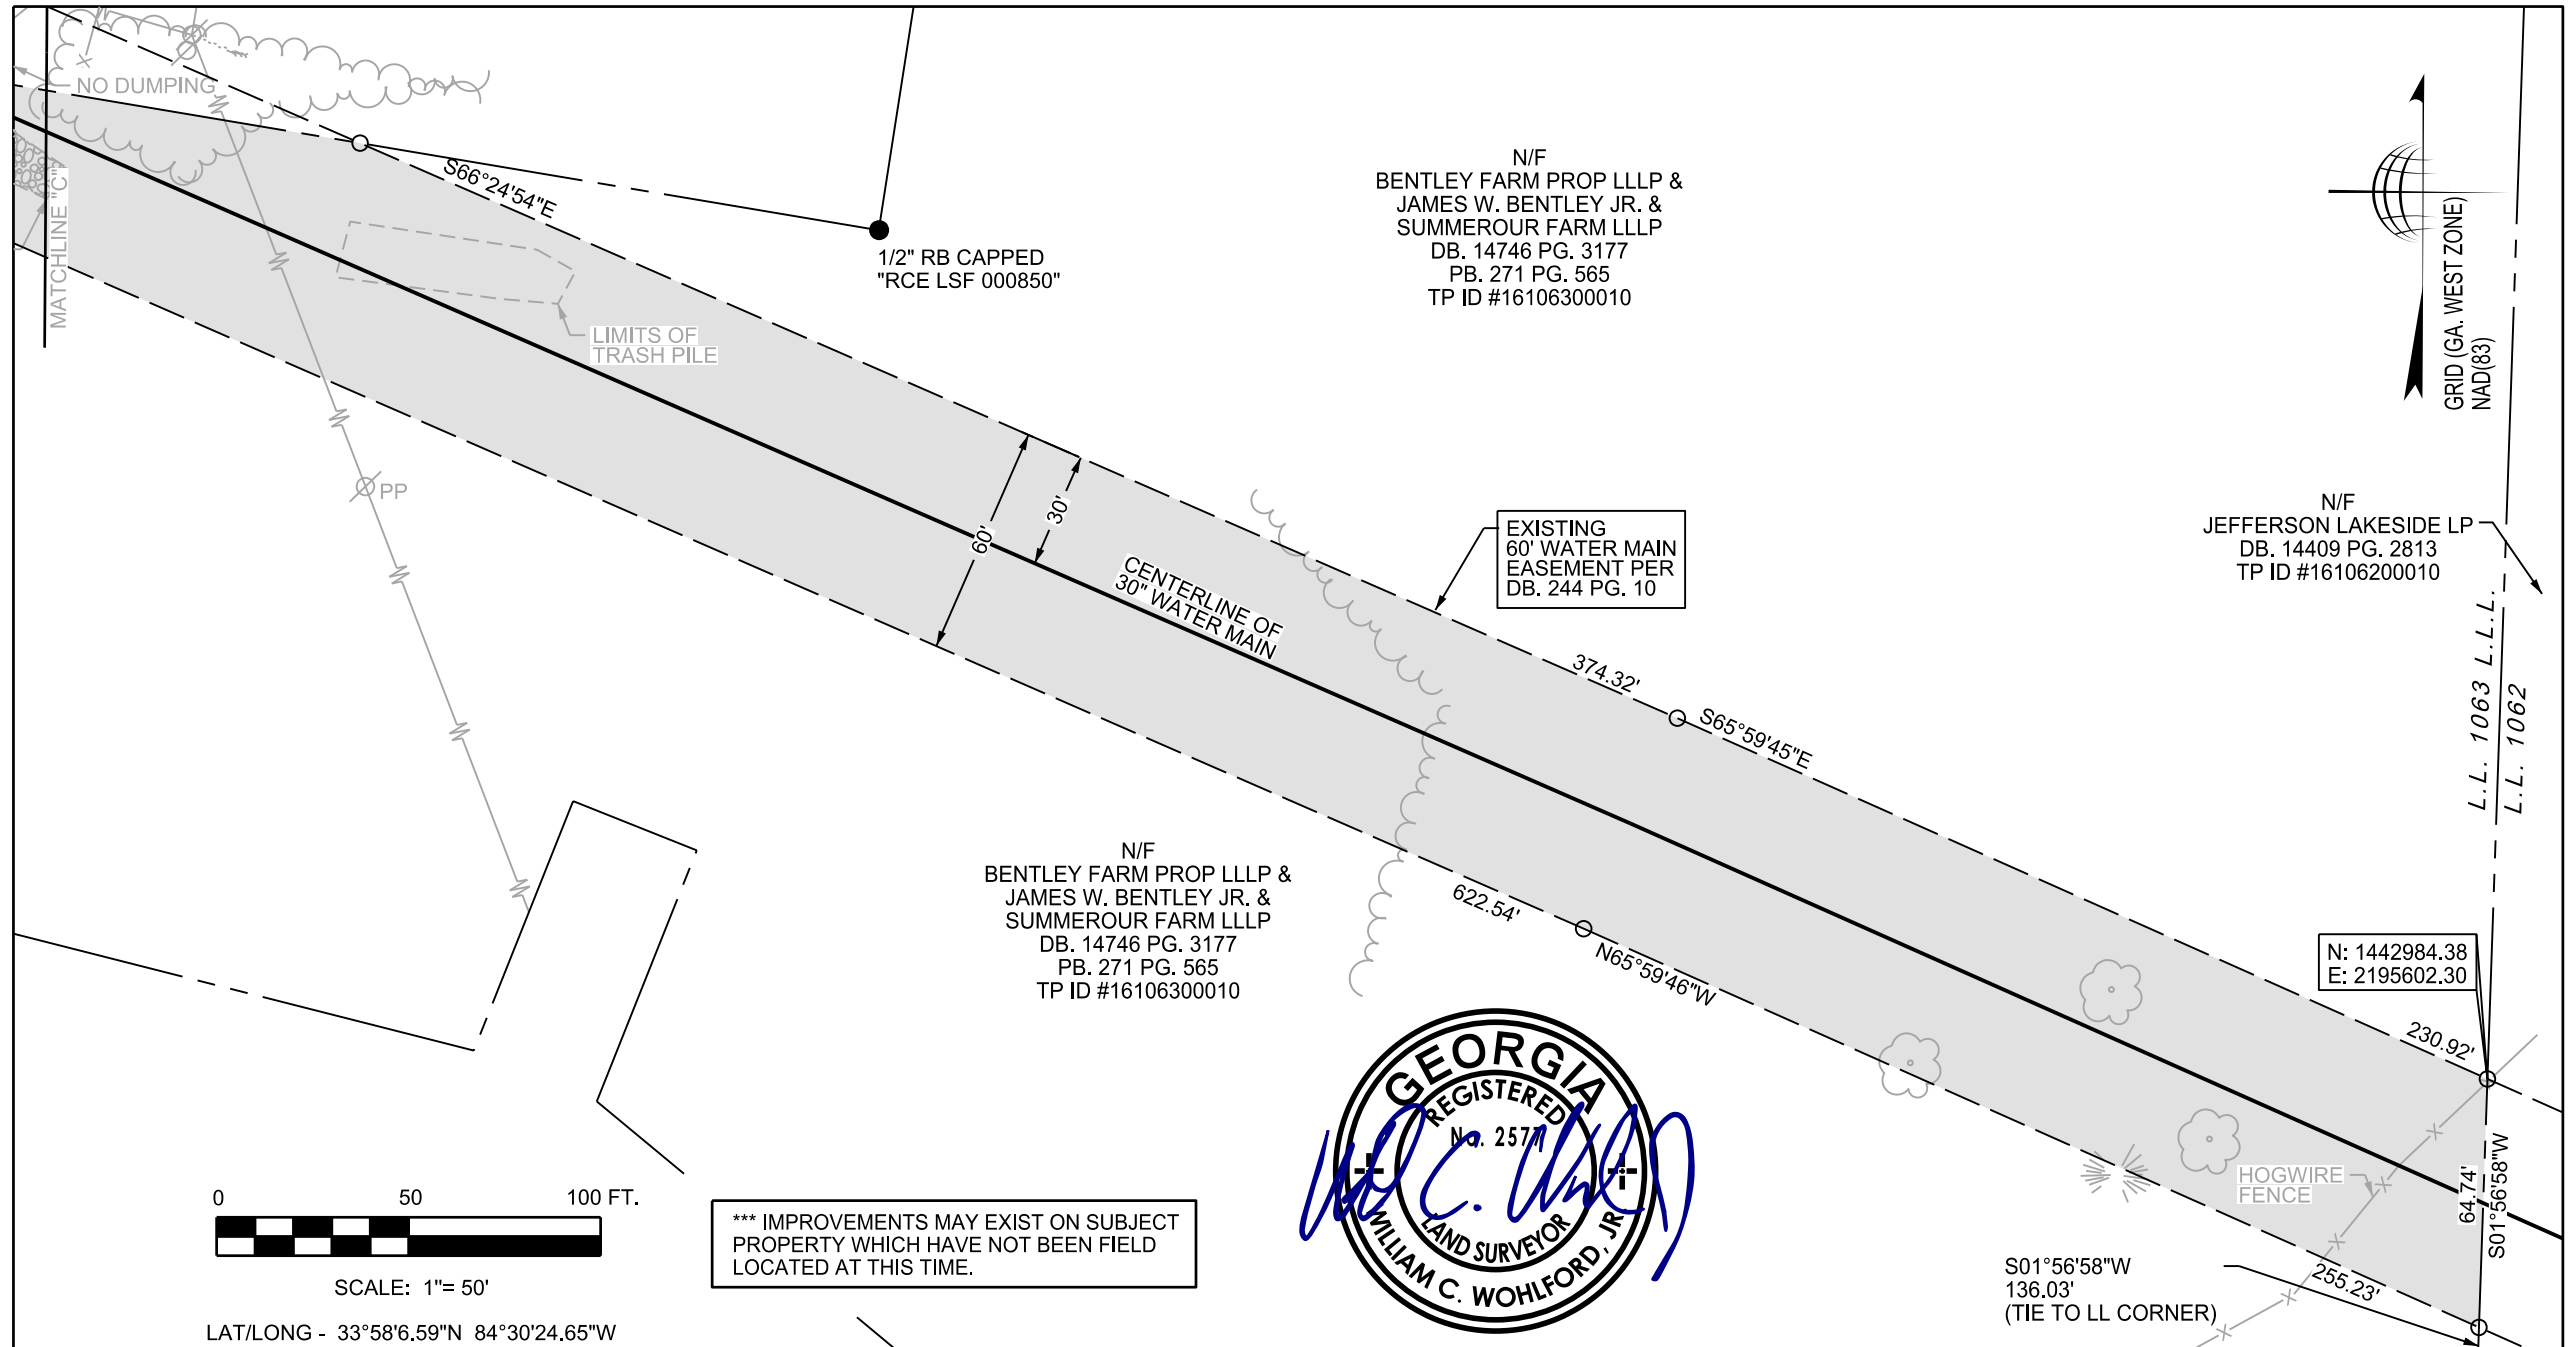 NO DUMPING
MATCHLINE "C"
S66°24'54"E
1/2" RB CAPPED
"RCE LSF 000850"
LIMITS OF
TRASH PILE
PP
N/F
BENTLEY FARM PROP LLLP &
JAMES W. BENTLEY JR. &
SUMMEROUR FARM LLLP
DB. 14746 PG. 3177
PB. 271 PG. 565
TP ID #16106300010
GRID (GA. WEST ZONE)
NAD(83)
60'
30'
CENTERLINE OF
30" WATER MAIN
EXISTING
60' WATER MAIN
EASEMENT PER
DB. 244 PG. 10
N/F
JEFFERSON LAKESIDE LP
DB. 14409 PG. 2813
TP ID #16106200010
L.L. 1063 L.L.L.
L.L. 1062
374.32'
S65°59'45"E
N/F
BENTLEY FARM PROP LLLP &
JAMES W. BENTLEY JR. &
SUMMEROUR FARM LLLP
DB. 14746 PG. 3177
PB. 271 PG. 565
TP ID #16106300010
622.54'
N65°59'46"W
N: 1442984.38
E: 2195602.30
230.92'
64.74'
S01°56'58"W
HOGWIRE
FENCE
255.23'
S01°56'58"W
136.03'
(TIE TO LL CORNER)
GEORGIA
REGISTERED
No. 2577
LAND SURVEYOR
WILLIAM C. WOHLFORD, JR
0 50 100 FT.
SCALE: 1"= 50'
LAT/LONG - 33°58'6.59"N 84°30'24.65"W
*** IMPROVEMENTS MAY EXIST ON SUBJECT
PROPERTY WHICH HAVE NOT BEEN FIELD
LOCATED AT THIS TIME.